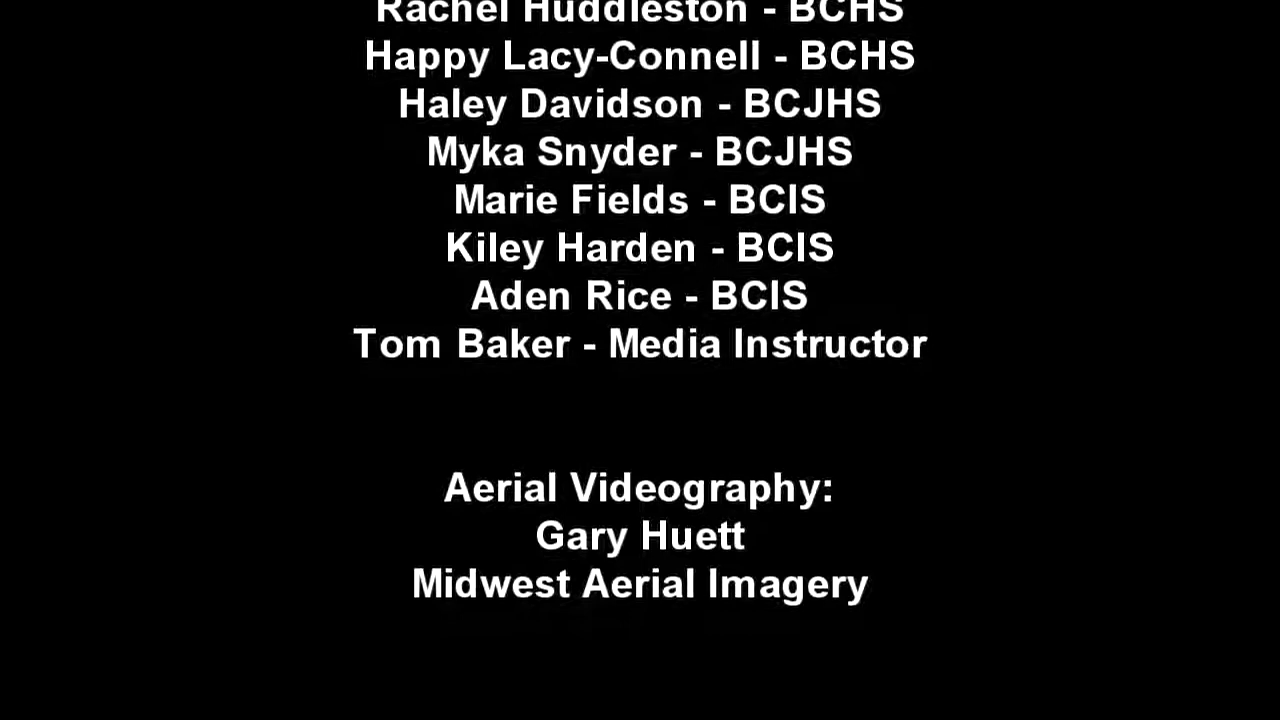 Rachel Huddleston - BCHS
Happy Lacy-Connell - BCHS
Haley Davidson - BCJHS
Myka Snyder - BCJHS
Marie Fields - BCIS
Kiley Harden - BCIS
Aden Rice - BCIS
Tom Baker - Media Instructor
Aerial Videography:
Gary Huett
Midwest Aerial Imagery